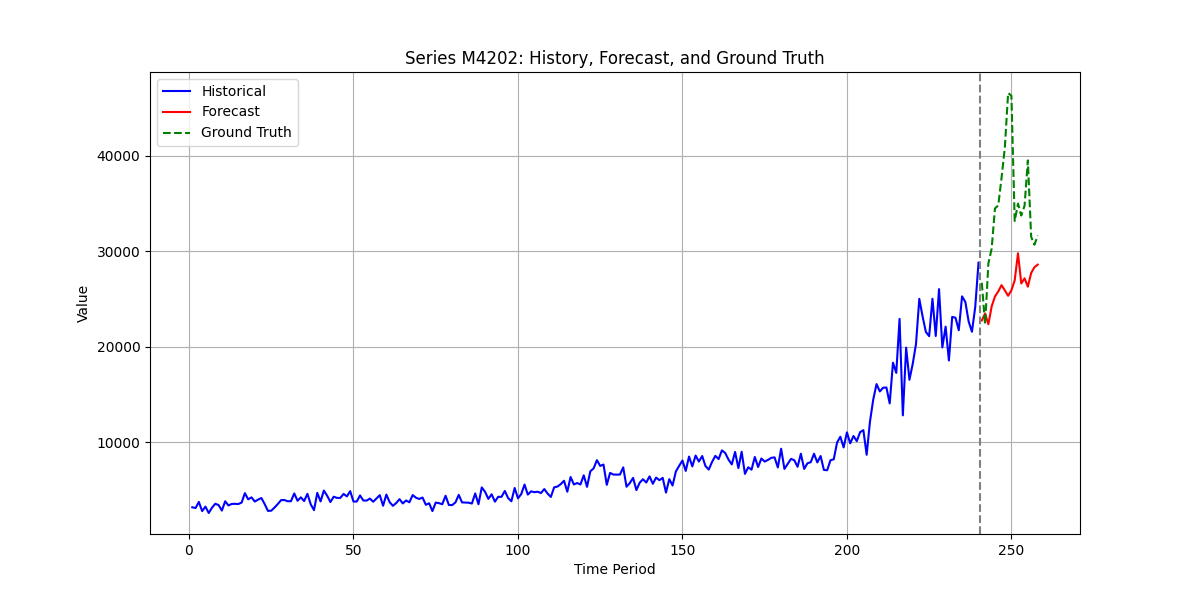 Series M4202: History, Forecast, and Ground Truth
Historical
Forecast
Ground Truth
40000
30000
20000
10000
Value
0
50
100
150
200
250
Time Period